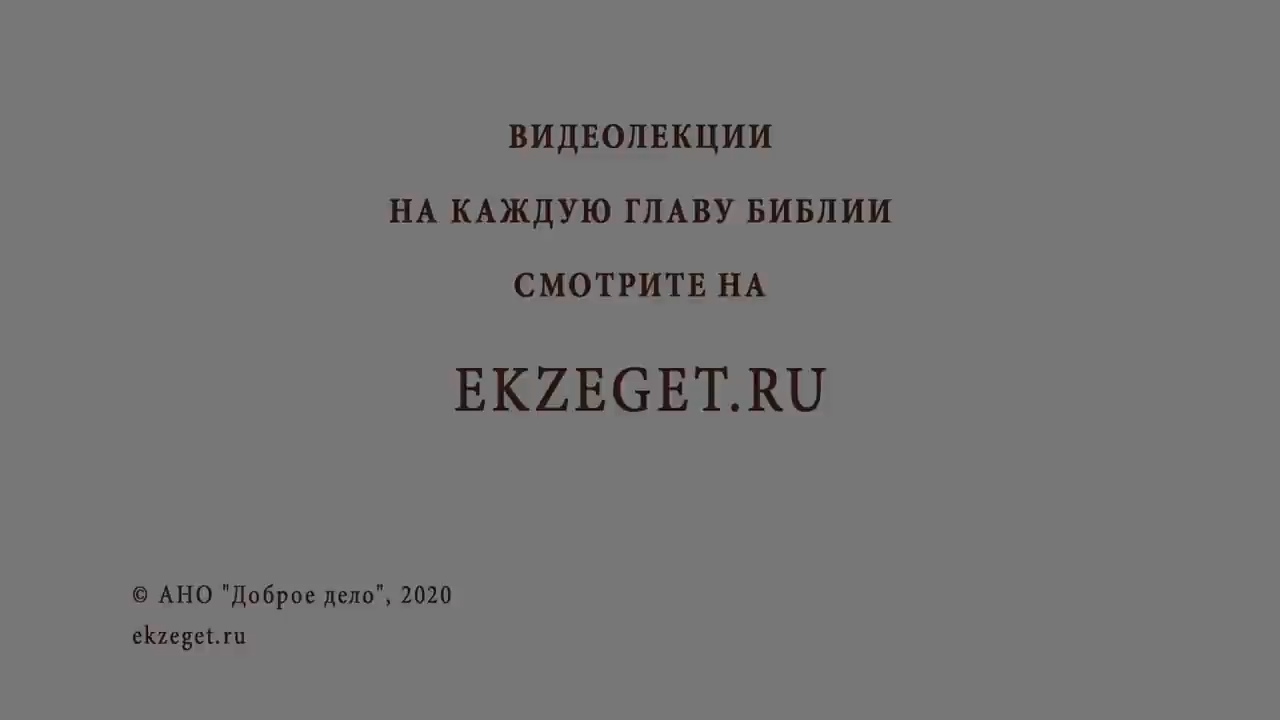 ВИДЕОЛЕКЦИИ
НА КАЖДУЮ ГЛАВУ БИБЛИИ
СМОТРИТЕ НА
EKZEGET.RU
© АНО "Доброе дело", 2020
ekzeget.ru